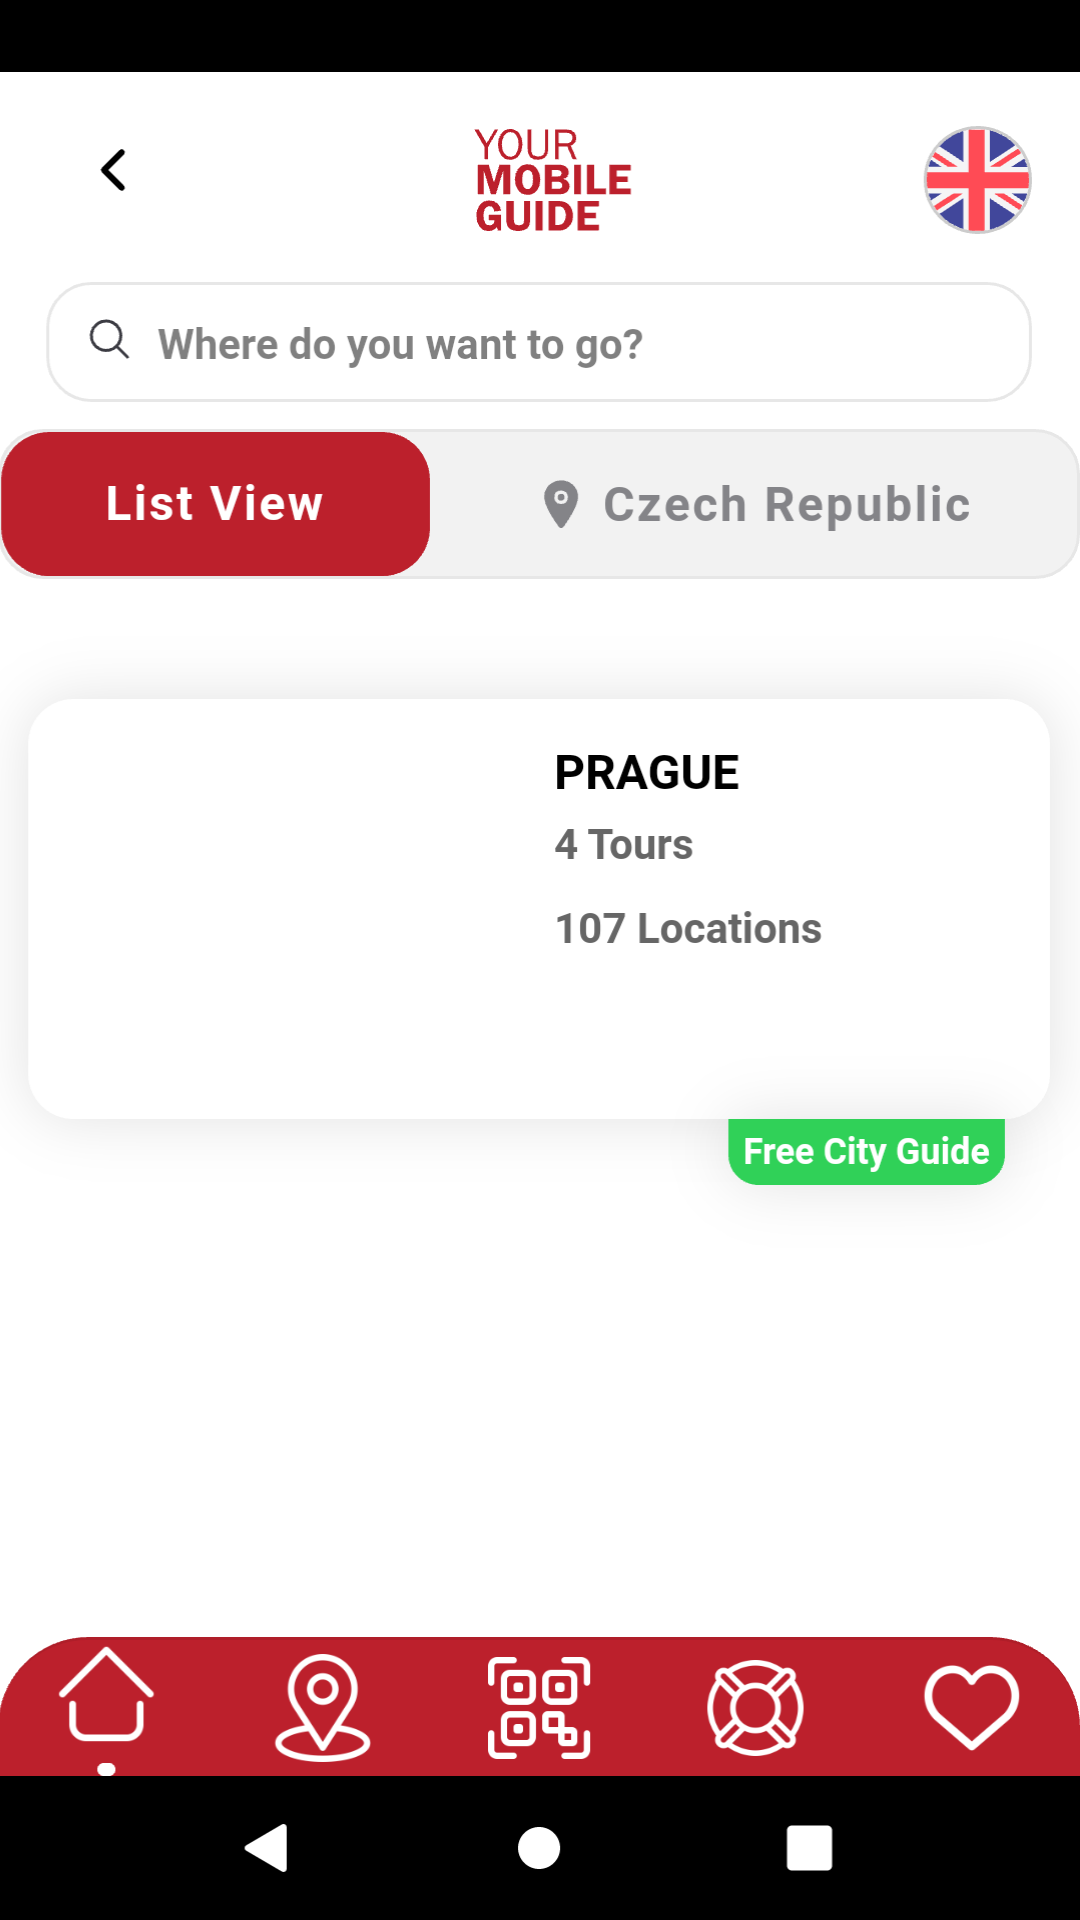 YOUR
MOBILE
GUIDE
Where do you want to go?
List View
Czech Republic
PRAGUE
4 Tours
107 Locations
Free City Guide